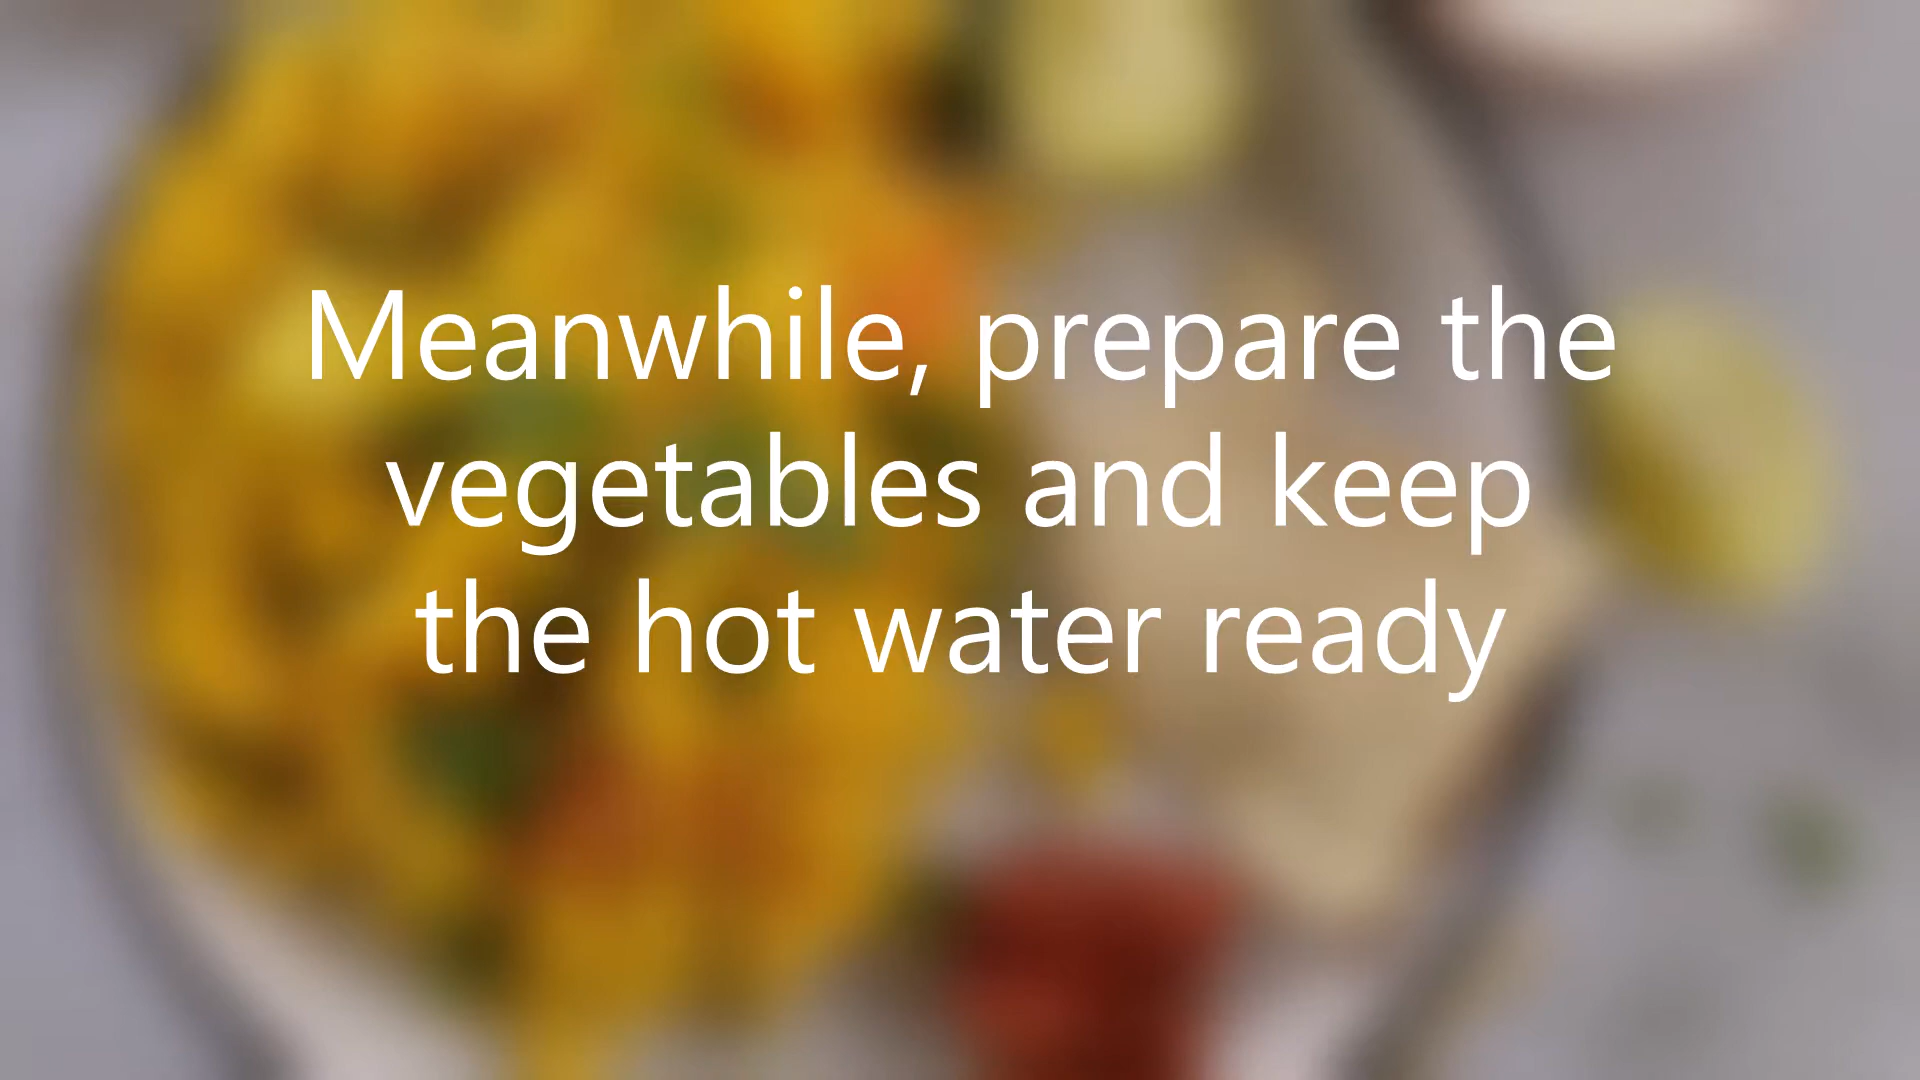 Meanwhile, prepare the
vegetables and keep
the hot water ready